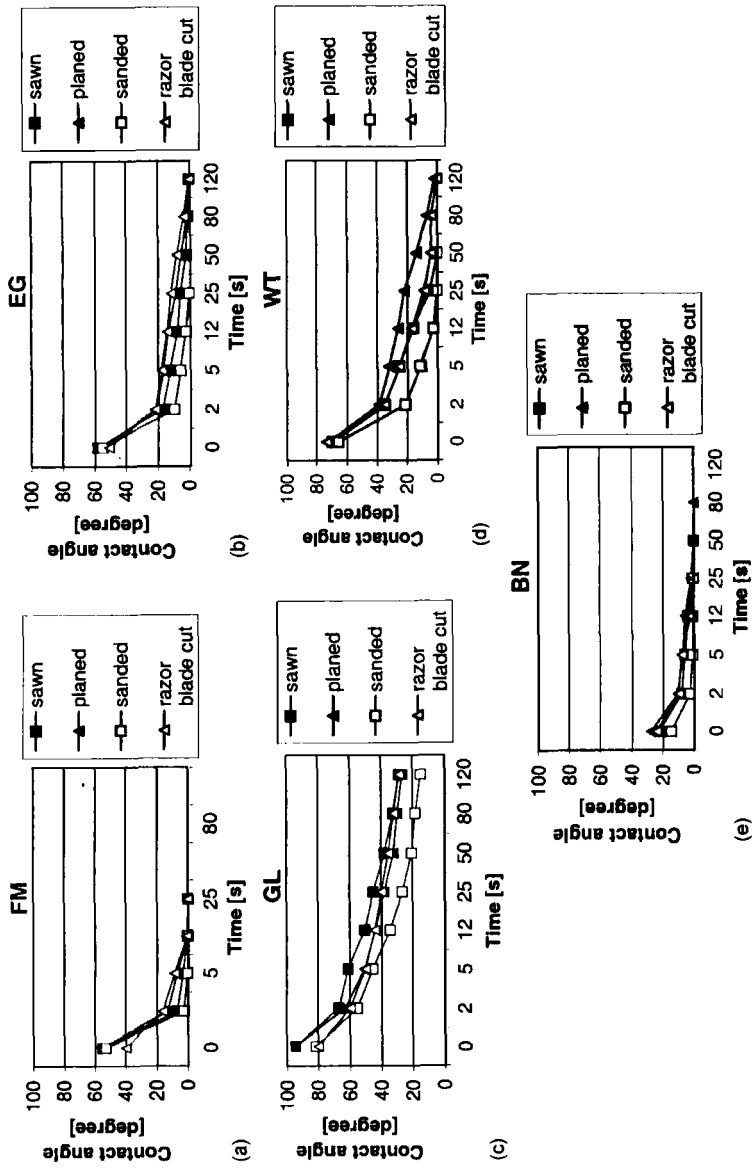 FM
Contact angle
[degree]
100
80
60
40
20
0
0 2 5 25 80
Time [s]
sawn
planed
sanded
razor
blade cut
(a)
EG
Contact angle
[degree]
100
80
60
40
20
0
0 2 5 12 25 50 80 120
Time [s]
sawn
planed
sanded
razor
blade cut
(b)
GL
Contact angle
[degree]
100
80
60
40
20
0
0 2 5 12 25 50 80 120
Time [s]
sawn
planed
sanded
razor
blade cut
(c)
WT
Contact angle
[degree]
100
80
60
40
20
0
0 2 5 12 25 50 80 120
Time [s]
sawn
planed
sanded
razor
blade cut
(d)
BN
Contact angle
[degree]
100
80
60
40
20
0
0 2 5 12 25 50 80 120
Time [s]
sawn
planed
sanded
razor
blade cut
(e)